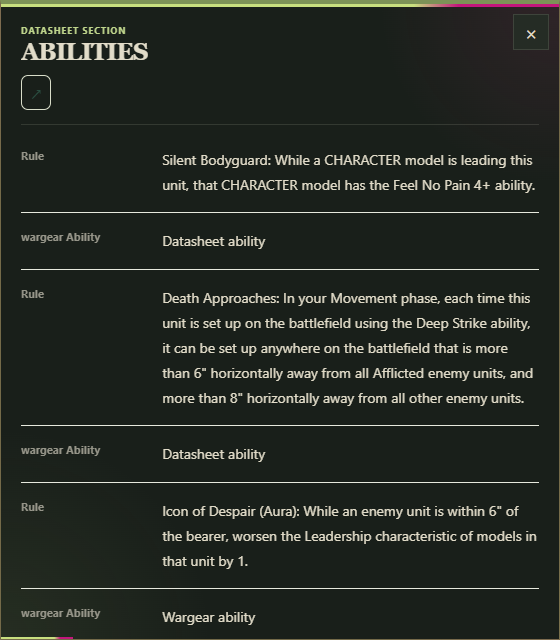 DATASHEET SECTION
ABILITIES
Rule
Silent Bodyguard: While a CHARACTER model is leading this
unit, that CHARACTER model has the Feel No Pain 4+ ability.
wargear Ability
Datasheet ability
Rule
Death Approaches: In your Movement phase, each time this
unit is set up on the battlefield using the Deep Strike ability,
it can be set up anywhere on the battlefield that is more
than 6" horizontally away from all Afflicted enemy units, and
more than 8" horizontally away from all other enemy units.
wargear Ability
Datasheet ability
Rule
Icon of Despair (Aura): While an enemy unit is within 6" of
the bearer, worsen the Leadership characteristic of models in
that unit by 1.
wargear Ability
Wargear ability